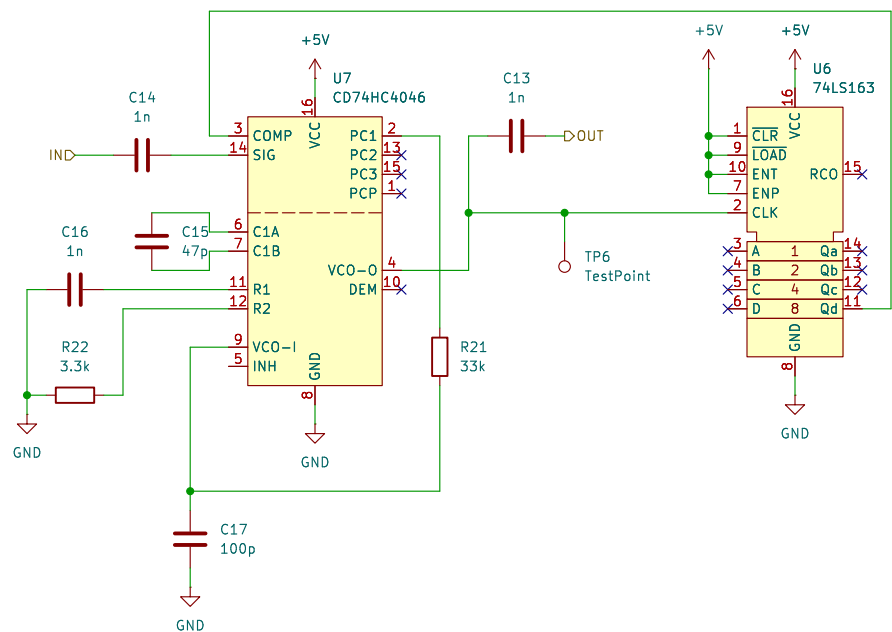 +5V
U7
CD74HC4046
16
VCC
C14
1n
IN
3
COMP
14
SIG
PC1
2
PC2
13
PC3
15
PCP
1
C13
1n
OUT
C15
47p
6
C1A
7
C1B
C16
1n
11
R1
12
R2
VCO-O
4
DEM
10
R22
3.3k
9
VCO-I
5
INH
GND
8
GND
GND
R21
33k
C17
100p
GND
TP6
TestPoint
+5V
+5V
U6
74LS163
16
VCC
1
CLR
9
LOAD
10
ENT
7
ENP
2
CLK
RCO
15
3
A
1
Qa
14
4
B
2
Qb
13
5
C
4
Qc
12
6
D
8
Qd
11
GND
8
GND